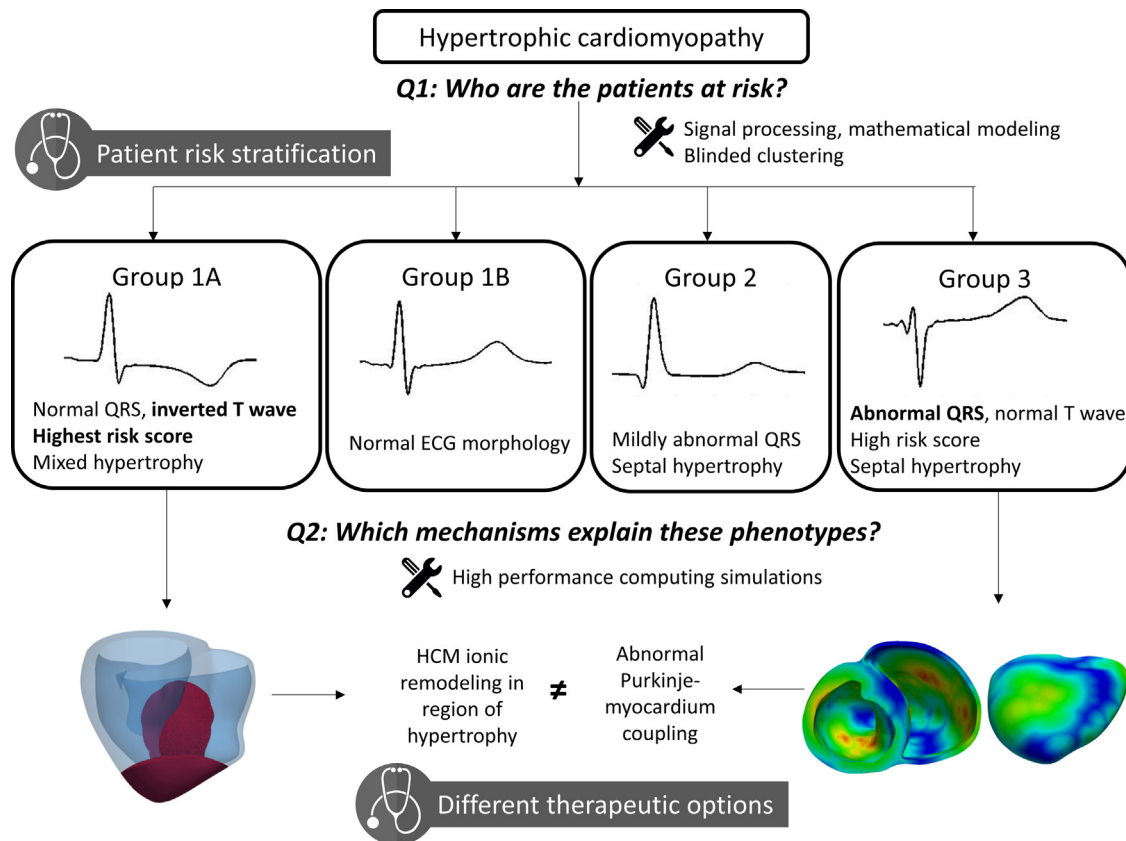 Hypertrophic cardiomyopathy
Q1: Who are the patients at risk?
Patient risk stratification
Signal processing, mathematical modeling
Blinded clustering
Group 1A
Normal QRS, inverted T wave
Highest risk score
Mixed hypertrophy
Group 1B
Normal ECG morphology
Group 2
Mildly abnormal QRS
Septal hypertrophy
Group 3
Abnormal QRS, normal T wave
High risk score
Septal hypertrophy
Q2: Which mechanisms explain these phenotypes?
High performance computing simulations
HCM ionic
remodeling in
region of
hypertrophy
≠
Abnormal
Purkinje-
myocardium
coupling
Different therapeutic options